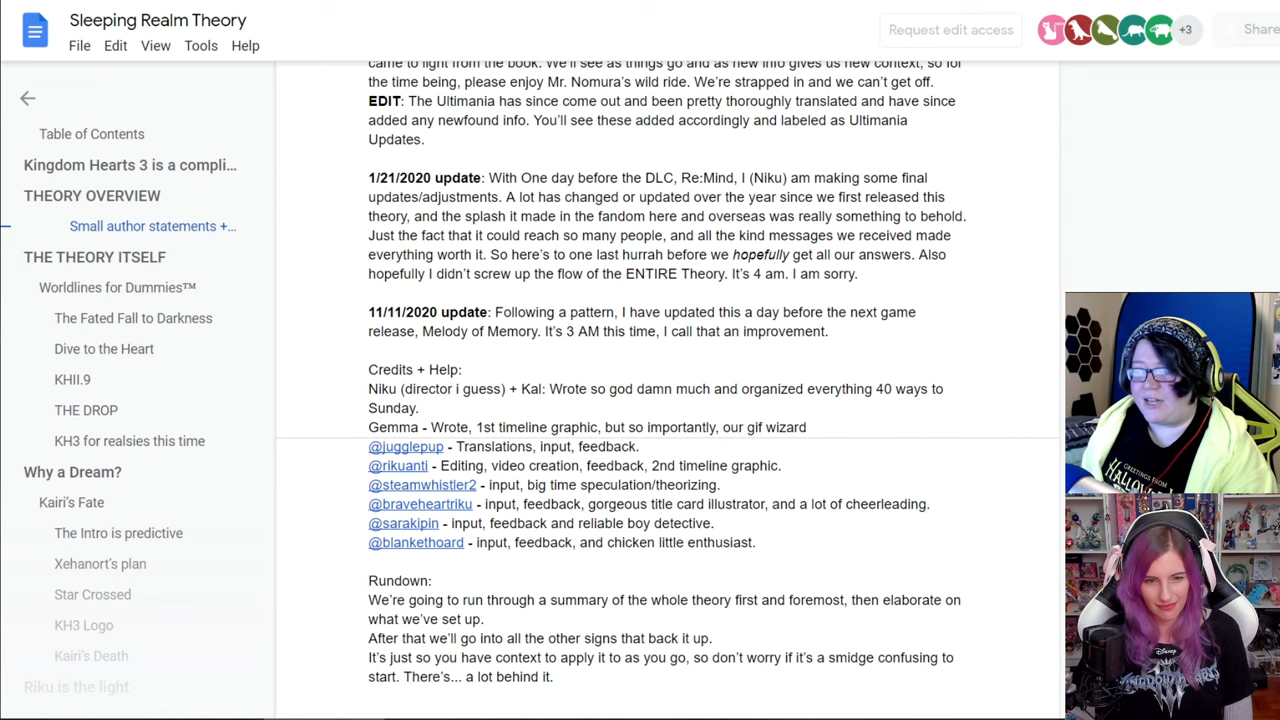 Sleeping Realm Theory
File Edit View Tools Help
Request edit access
+3
Share
Table of Contents
Kingdom Hearts 3 is a compli...
THEORY OVERVIEW
Small author statements +...
THE THEORY ITSELF
Worldlines for Dummies™
The Fated Fall to Darkness
Dive to the Heart
KHII.9
THE DROP
KH3 for realsies this time
Why a Dream?
Kairi's Fate
The Intro is predictive
Xehanort's plan
Star Crossed
KH3 Logo
Kairi's Death
Riku is the light
came to light from the book. We'll see as things go and as new info gives us new context, so for
the time being, please enjoy Mr. Nomura's wild ride. We're strapped in and we can't get off.
EDIT: The Ultimania has since come out and been pretty thoroughly translated and have since
added any newfound info. You'll see these added accordingly and labeled as Ultimania
Updates.
1/21/2020 update: With One day before the DLC, Re:Mind, I (Niku) am making some final
updates/adjustments. A lot has changed or updated over the year since we first released this
theory, and the splash it made in the fandom here and overseas was really something to behold.
Just the fact that it could reach so many people, and all the kind messages we received made
everything worth it. So here's to one last hurrah before we hopefully get all our answers. Also
hopefully I didn't screw up the flow of the ENTIRE Theory. It's 4 am. I am sorry.
11/11/2020 update: Following a pattern, I have updated this a day before the next game
release, Melody of Memory. It's 3 AM this time, I call that an improvement.
Credits + Help:
Niku (director i guess) + Kal: Wrote so god damn much and organized everything 40 ways to
Sunday.
Gemma - Wrote, 1st timeline graphic, but so importantly, our gif wizard
@jugglepup - Translations, input, feedback.
@rikuanti - Editing, video creation, feedback, 2nd timeline graphic.
@steamwhistler2 - input, big time speculation/theorizing.
@braveheartriku - input, feedback, gorgeous title card illustrator, and a lot of cheerleading.
@sarakipin - input, feedback and reliable boy detective.
@blankethoard - input, feedback, and chicken little enthusiast.
Rundown:
We're going to run through a summary of the whole theory first and foremost, then elaborate on
what we've set up.
After that we'll go into all the other signs that back it up.
It's just so you have context to apply it to as you go, so don't worry if it's a smidge confusing to
start. There's... a lot behind it.
GREETINGS FROM
Disney
KINGDOM HEARTS